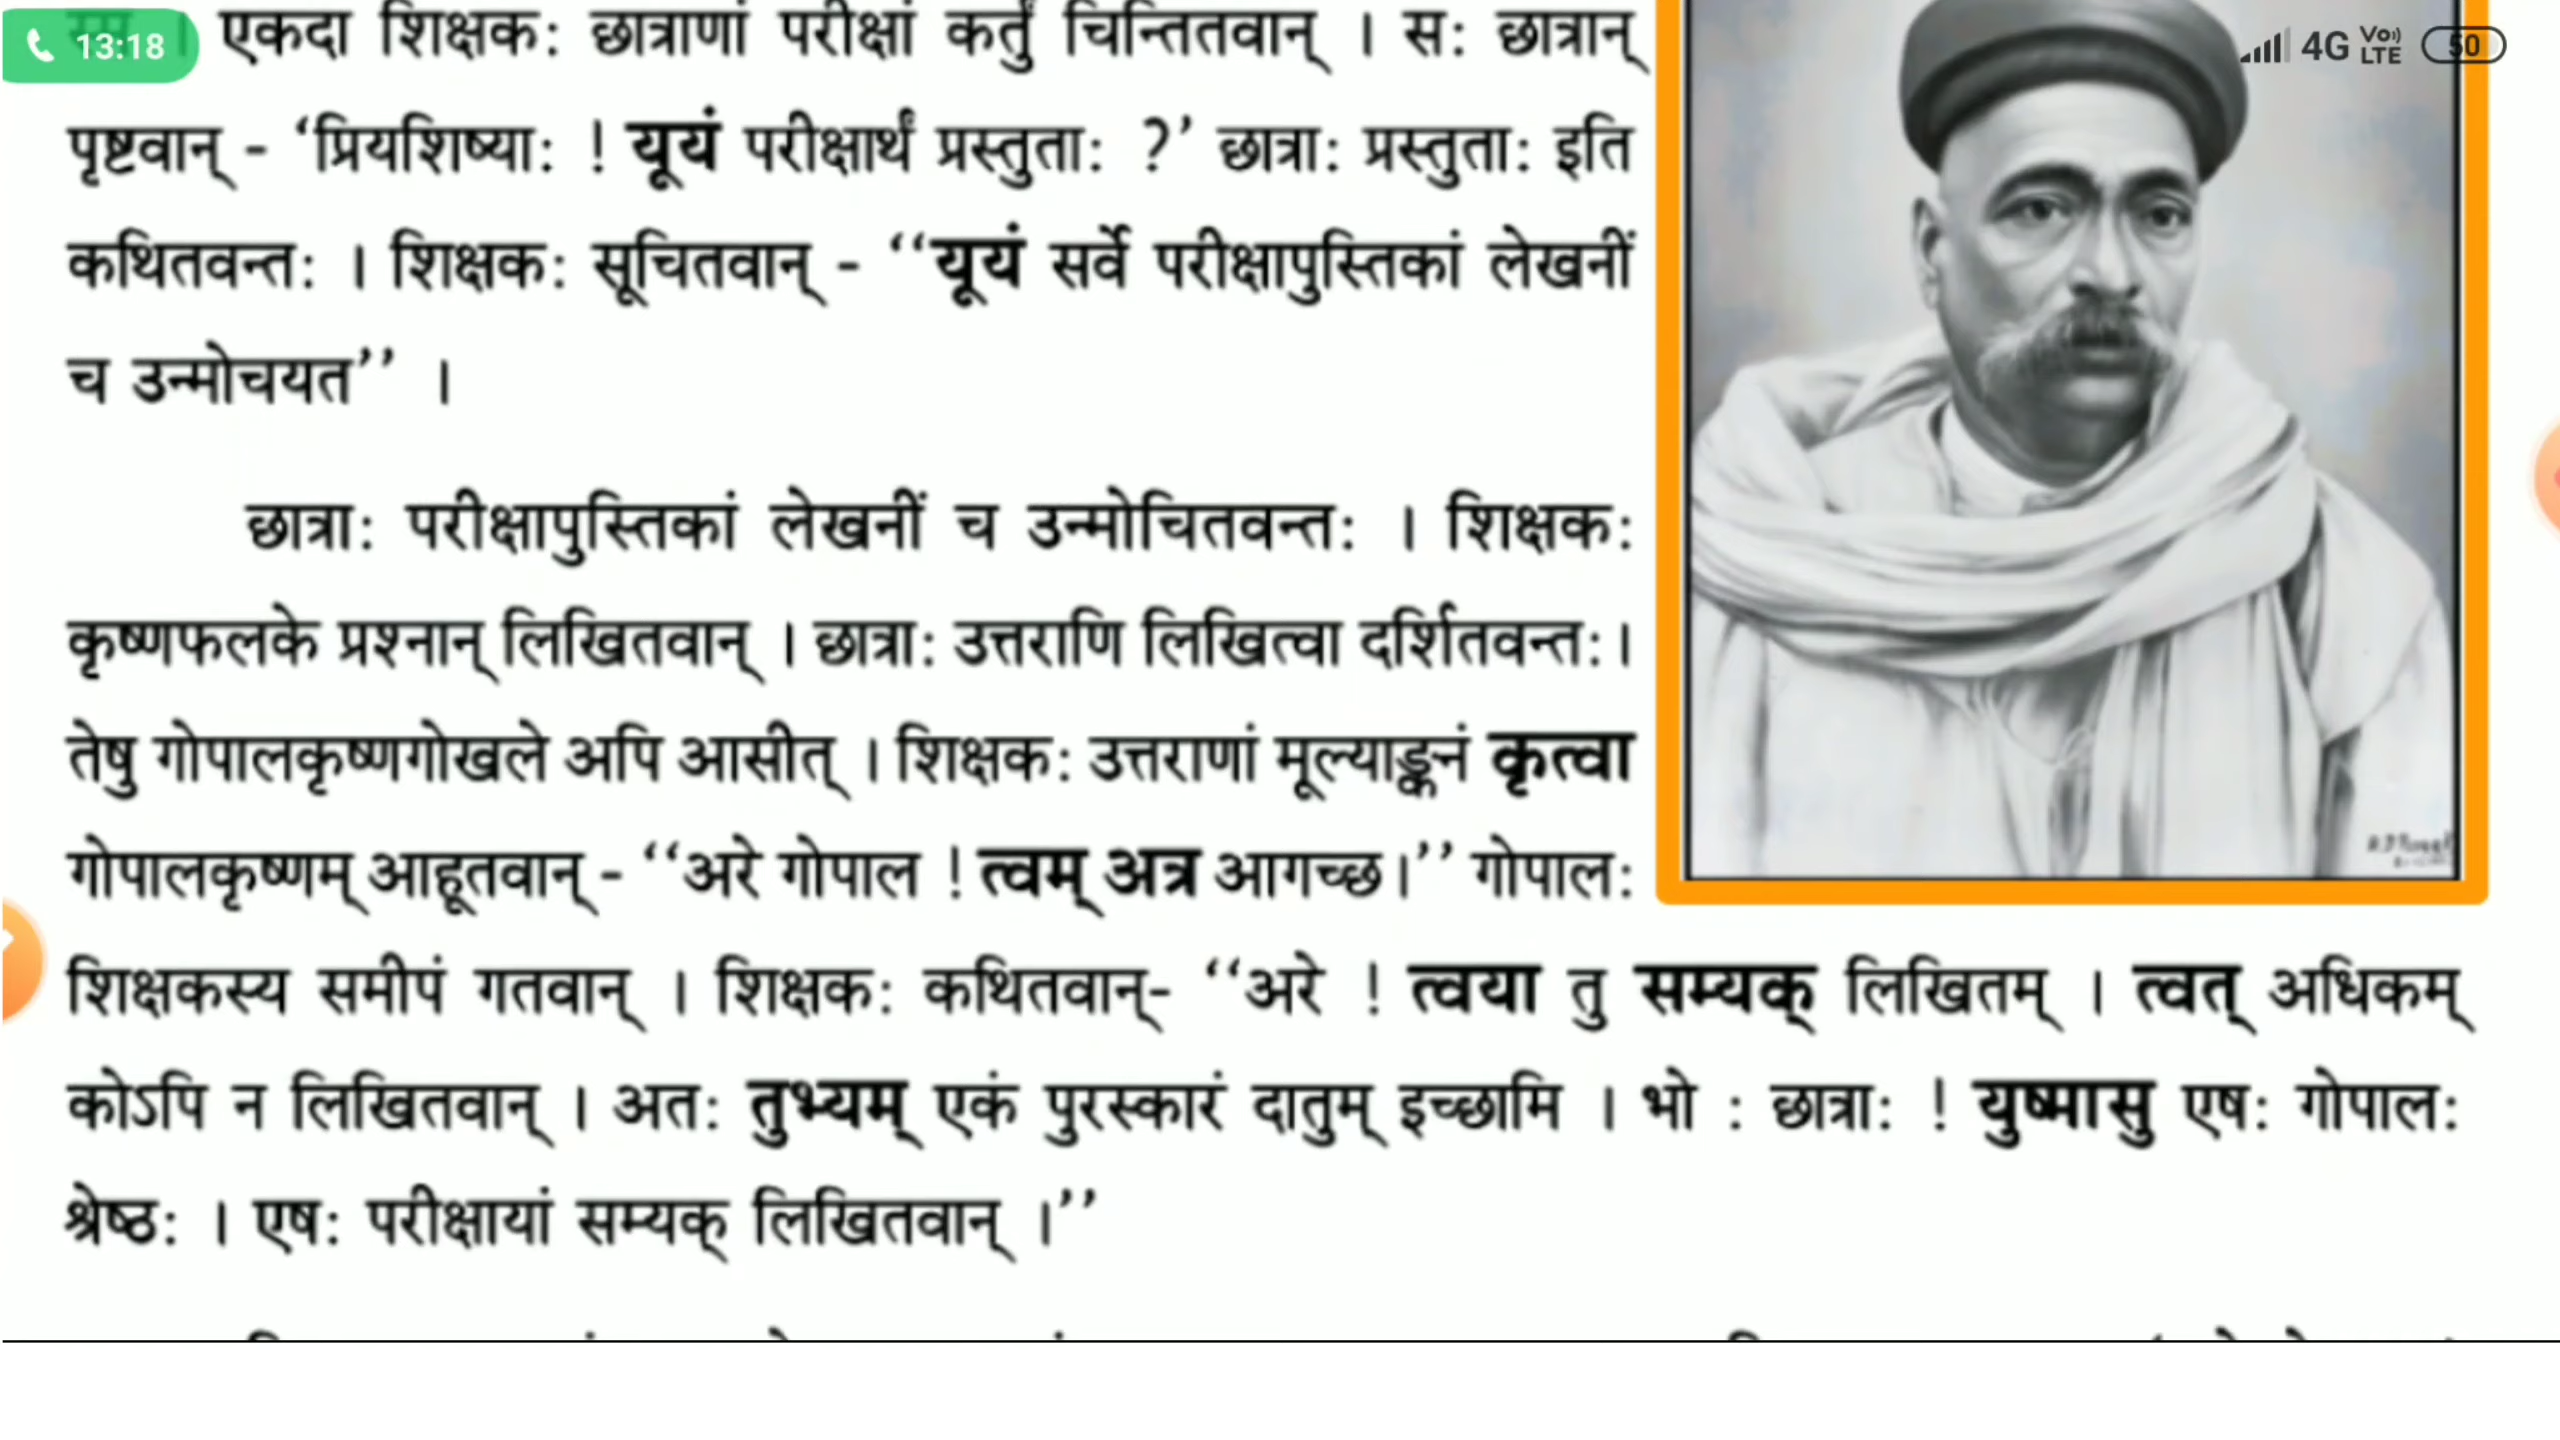 13:18
4G VoLTE 50
। एकदा शिक्षक: छात्राणां परीक्षां कर्तुं चिन्तितवान् । स: छात्रान्
पृष्टवान् - ‘प्रियशिष्या: ! यूयं परीक्षार्थं प्रस्तुता: ?’ छात्रा: प्रस्तुता: इति
कथितवन्त: । शिक्षक: सूचितवान् - ‘‘यूयं सर्वे परीक्षापुस्तिकां लेखनीं
च उन्मोचयत’’ ।
छात्रा: परीक्षापुस्तिकां लेखनीं च उन्मोचितवन्त: । शिक्षक:
कृष्णफलके प्रश्नान् लिखितवान् । छात्रा: उत्तराणि लिखित्वा दर्शितवन्त:।
तेषु गोपालकृष्णगोखले अपि आसीत् । शिक्षक: उत्तराणां मूल्याङ्कनं कृत्वा
गोपालकृष्णम् आहूतवान् - ‘‘अरे गोपाल ! त्वम् अत्र आगच्छ।’’ गोपाल:
शिक्षकस्य समीपं गतवान् । शिक्षक: कथितवान्- ‘‘अरे ! त्वया तु सम्यक् लिखितम् । त्वत् अधिकम्
कोऽपि न लिखितवान् । अत: तुभ्यम् एकं पुरस्कारं दातुम् इच्छामि । भो : छात्रा: ! युष्मासु एष: गोपाल:
श्रेष्ठ: । एष: परीक्षायां सम्यक् लिखितवान् ।’’